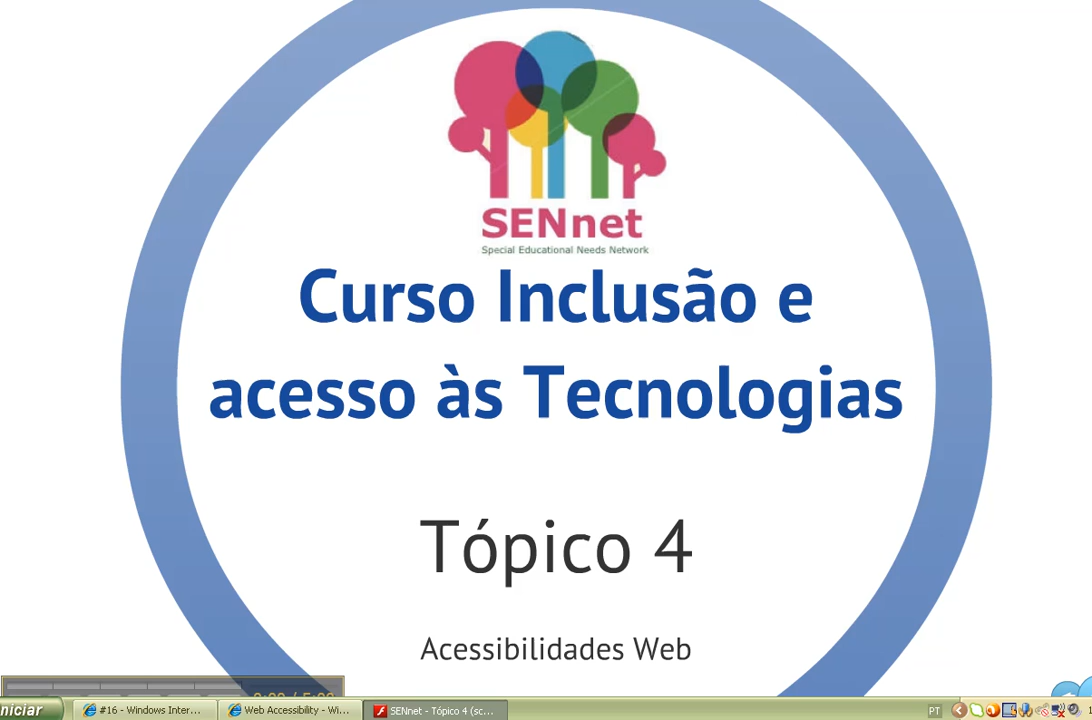 SENnet
Special Educational Needs Network
Curso Inclusão e
acesso às Tecnologias
Tópico 4
Acessibilidades Web
niciar
#16 - Windows Inter...
Web Accessibility - Wi...
SENnet - Tópico 4 (sc...
PT